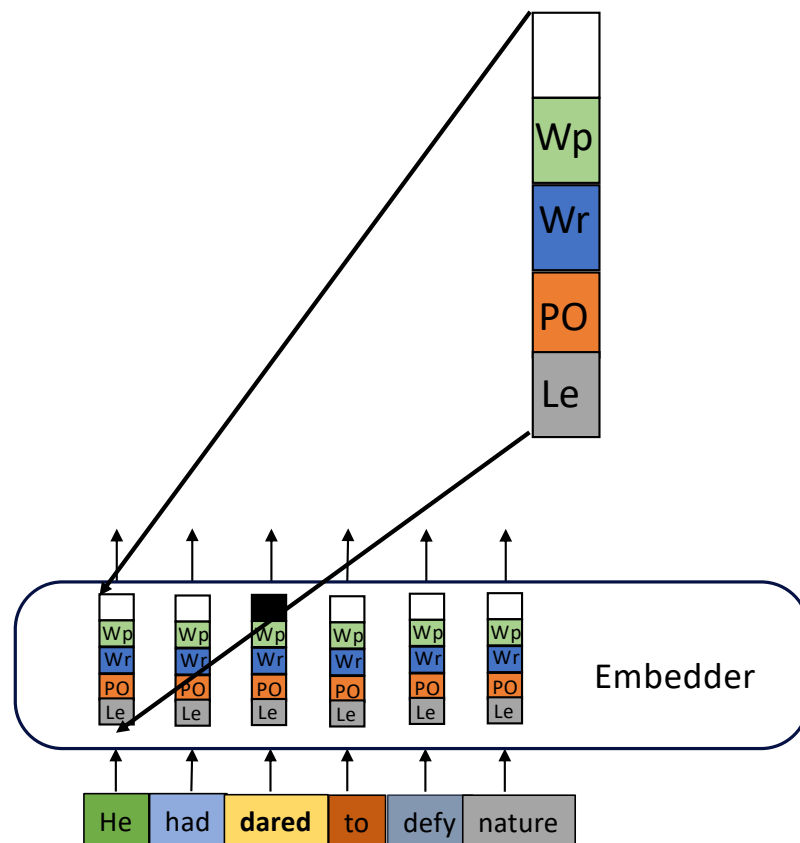 Wp
Wr
PO
Le
Wp Wp Wp Wp Wp Wp
Wr Wr Wr Wr Wr Wr
PO PO PO PO PO PO
Le Le Le Le Le Le
Embedder
He had dared to defy nature